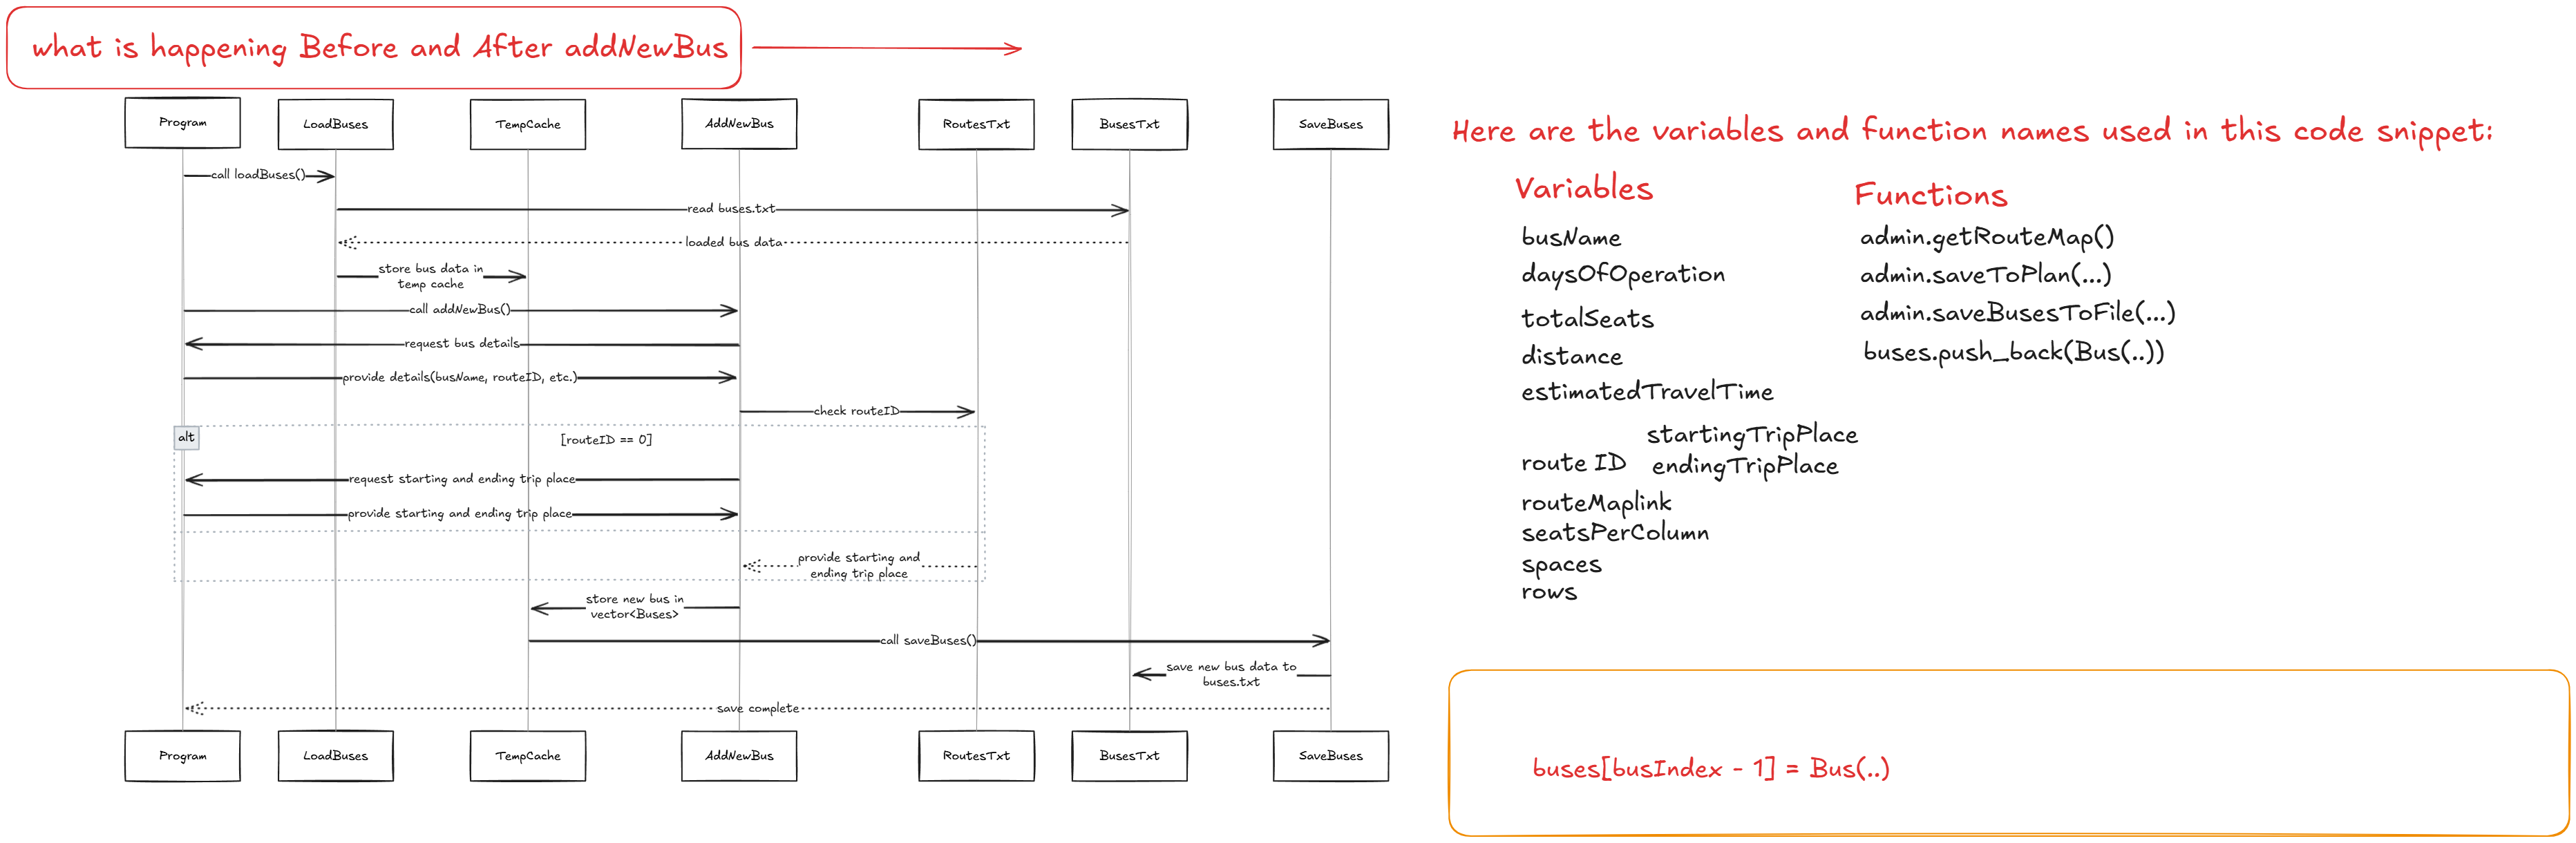 what is happening Before and After addNewBus
Program
LoadBuses
TempCache
AddNewBus
RoutesTxt
BusesTxt
SaveBuses
call loadBuses()
read buses.txt
loaded bus data
store bus data in
temp cache
call addNewBus()
request bus details
provide details(busName, routeID, etc.)
check routeID
alt
[routeID == 0]
request starting and ending trip place
provide starting and ending trip place
provide starting and
ending trip place
store new bus in
vector<Buses>
call saveBuses()
save new bus data to
buses.txt
save complete
Program
LoadBuses
TempCache
AddNewBus
RoutesTxt
BusesTxt
SaveBuses
Here are the variables and function names used in this code snippet:
Variables
busName
daysOfOperation
totalSeats
distance
estimatedTravelTime
startingTripPlace
route ID endingTripPlace
routeMaplink
seatsPerColumn
spaces
rows
Functions
admin.getRouteMap()
admin.saveToPlan(...)
admin.saveBusesToFile(...)
buses.push_back(Bus(..))
buses[busIndex - 1] = Bus(..)